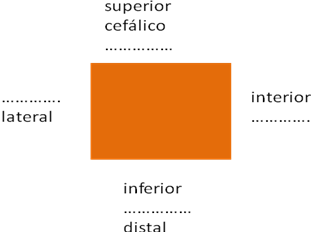 superior
cefálico
……………
………….
lateral
interior
………….
inferior
……………
distal